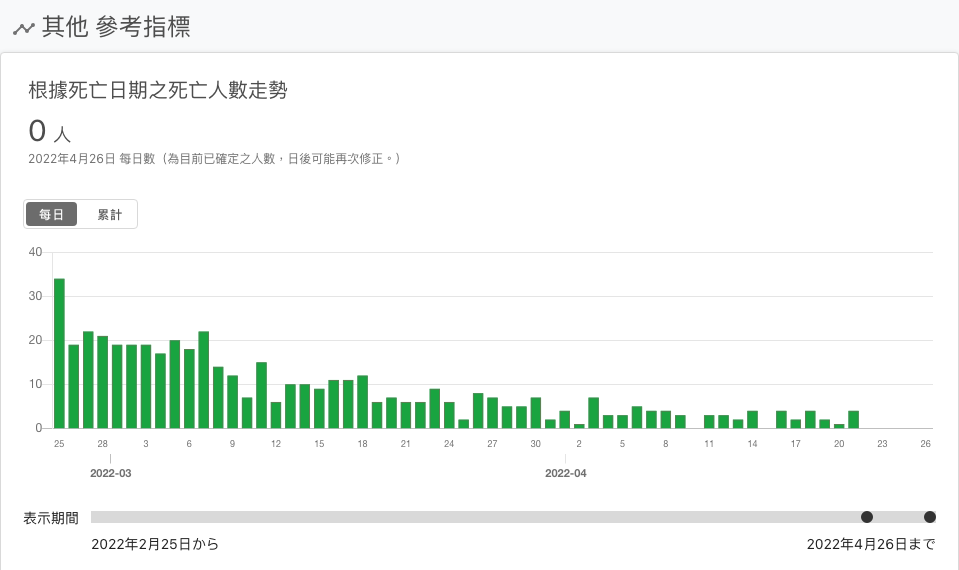 其他 參考指標
根據死亡日期之死亡人數走勢
0 人
2022年4月26日 每日數（為目前已確定之人數，日後可能再次修正。）
每日 累計
40
30
20
10
0
25 28 3 6 9 12 15 18 21 24 27 30 2 5 8 11 14 17 20 23 26
2022-03 2022-04
表示期間
2022年2月25日から 2022年4月26日まで